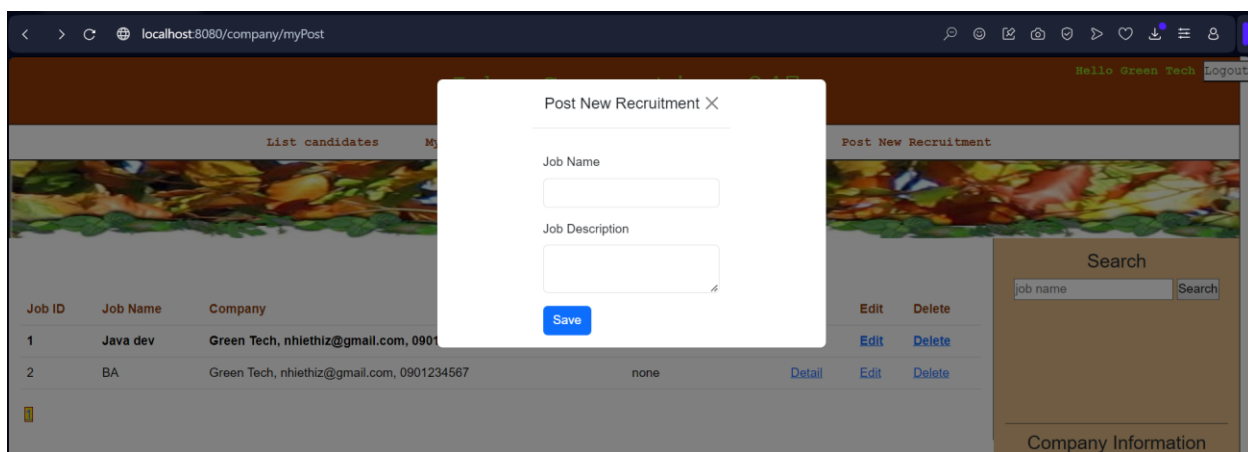 localhost:8080/company/myPost
Hello Green Tech Logout
Post New Recruitment
List candidates Post New Recruitment
Job Name
Job Description
Save
Search
job name Search
Job ID Job Name Company Edit Delete
1 Java dev Green Tech, nhiethiz@gmail.com, 0901 Edit Delete
2 BA Green Tech, nhiethiz@gmail.com, 0901234567 none Detail Edit Delete
1
Company Information